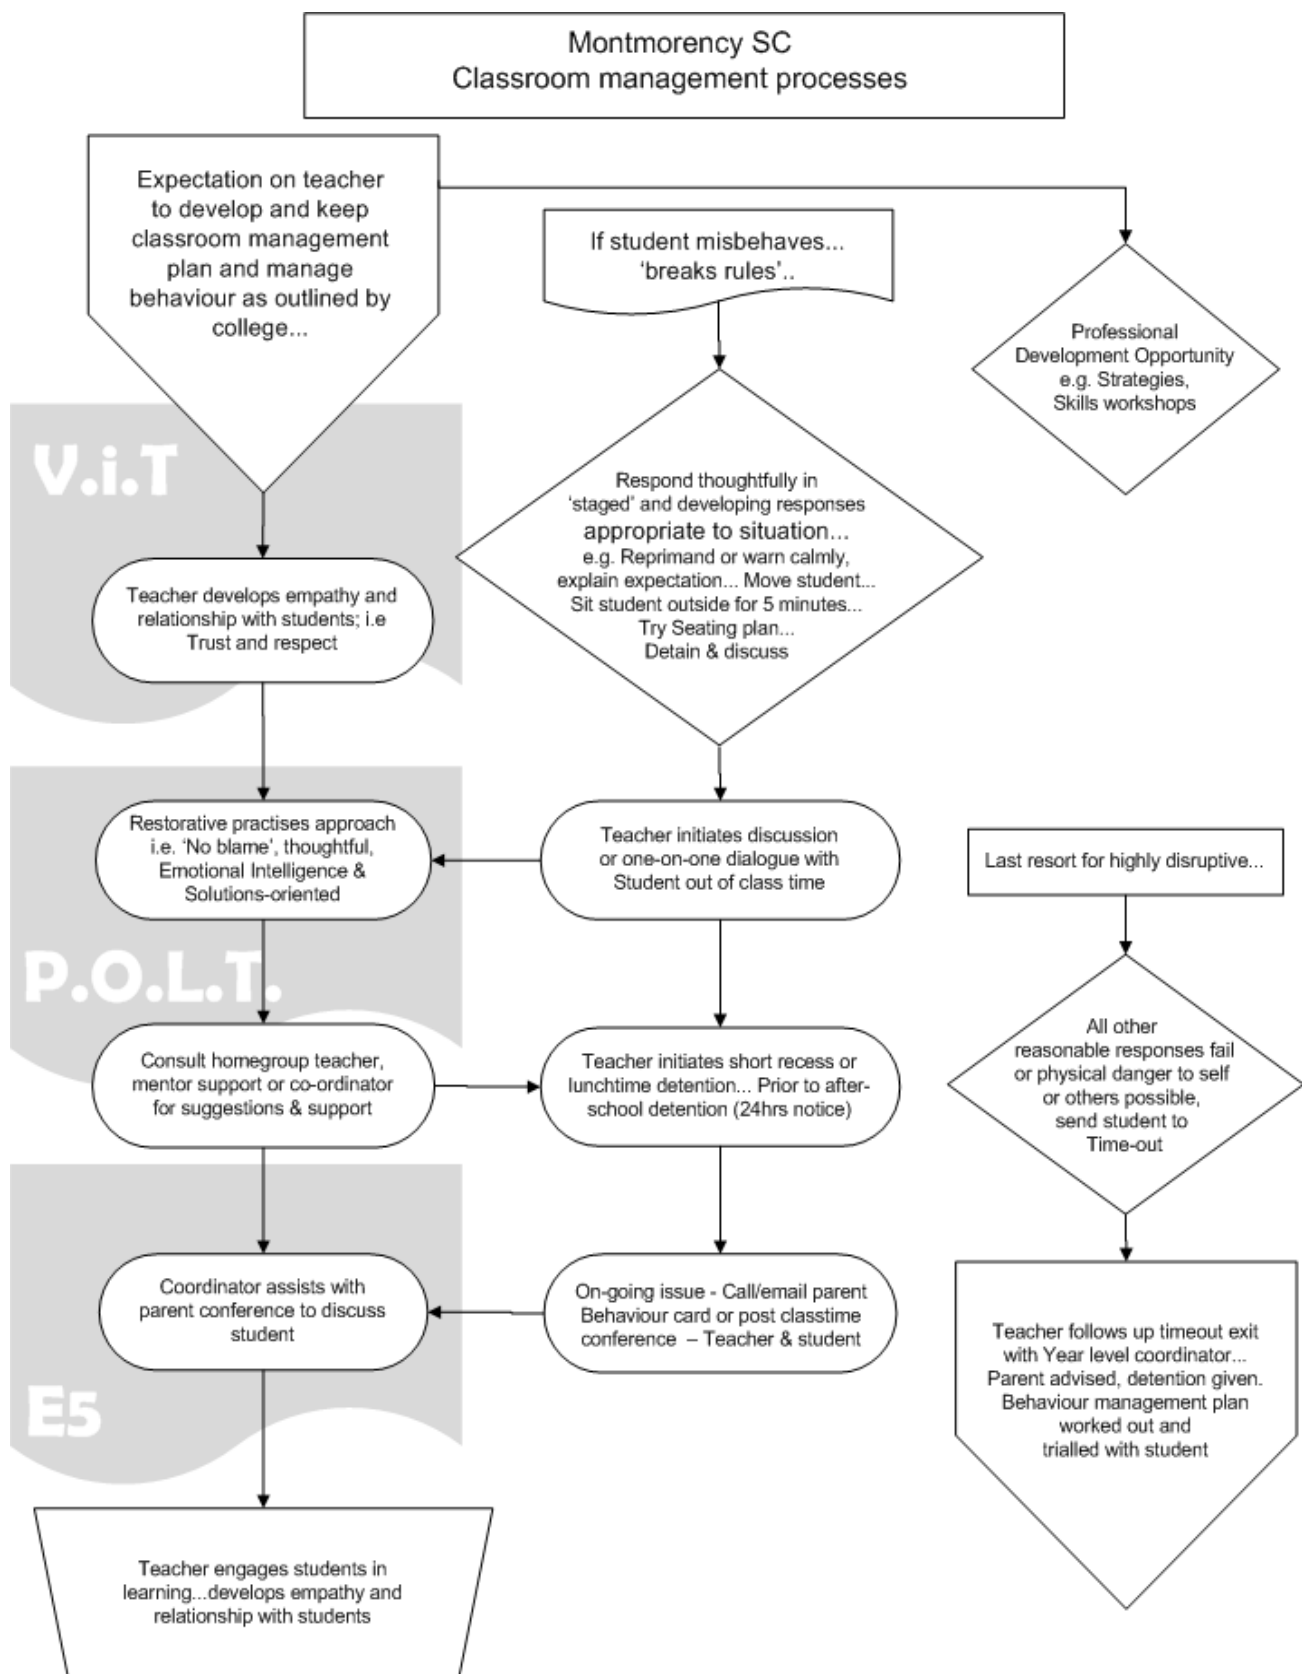 Montmorency SC
Classroom management processes
Expectation on teacher
to develop and keep
classroom management
plan and manage
behaviour as outlined by
college...
If student misbehaves...
‘breaks rules’..
Professional
Development Opportunity
e.g. Strategies,
Skills workshops
V.i.T
Respond thoughtfully in
‘staged’ and developing responses
appropriate to situation...
e.g. Reprimand or warn calmly,
explain expectation... Move student...
Sit student outside for 5 minutes...
Try Seating plan...
Detain & discuss
Teacher develops empathy and
relationship with students; i.e
Trust and respect
Restorative practises approach
i.e. ‘No blame’, thoughtful,
Emotional Intelligence &
Solutions-oriented
Teacher initiates discussion
or one-on-one dialogue with
Student out of class time
Last resort for highly disruptive...
P.O.L.T.
Consult homegroup teacher,
mentor support or co-ordinator
for suggestions & support
Teacher initiates short recess or
lunchtime detention... Prior to after-
school detention (24hrs notice)
All other
reasonable responses fail
or physical danger to self
or others possible,
send student to
Time-out
Coordinator assists with
parent conference to discuss
student
On-going issue - Call/email parent
Behaviour card or post classtime
conference – Teacher & student
Teacher follows up timeout exit
with Year level coordinator...
Parent advised, detention given.
Behaviour management plan
worked out and
trialled with student
E5
Teacher engages students in
learning...develops empathy and
relationship with students